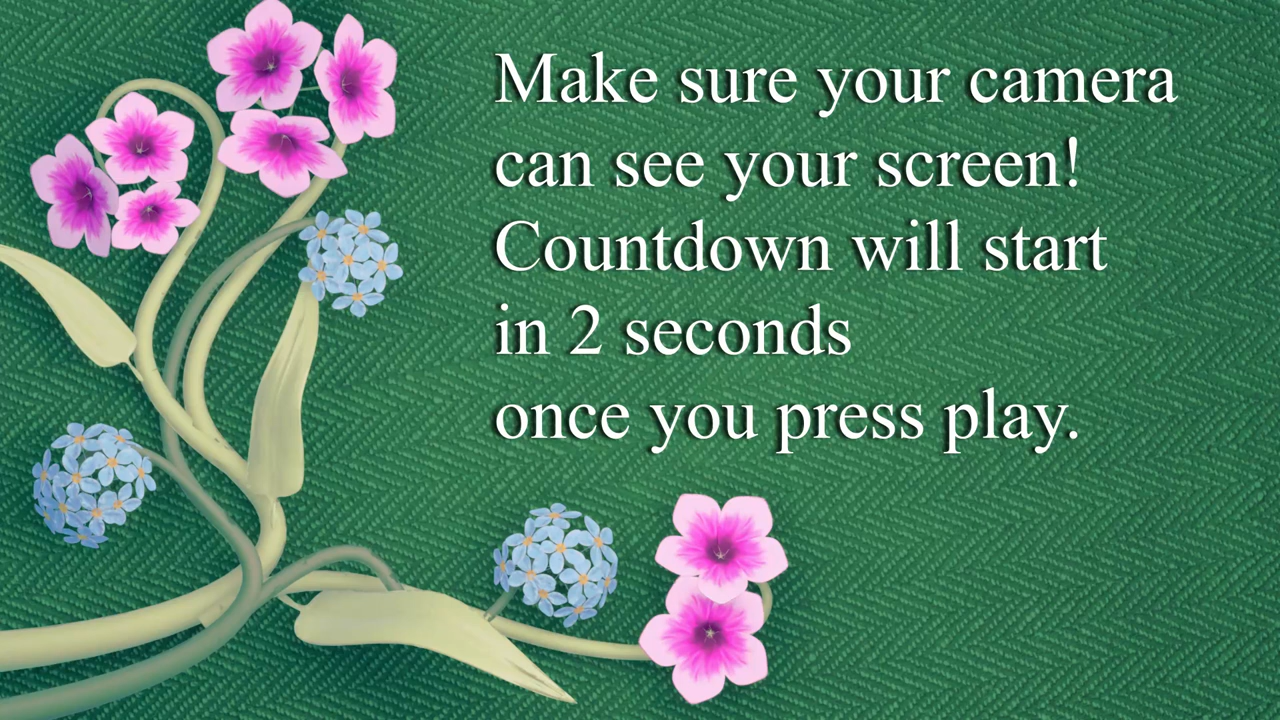 Make sure your camera
can see your screen!
Countdown will start
in 2 seconds
once you press play.